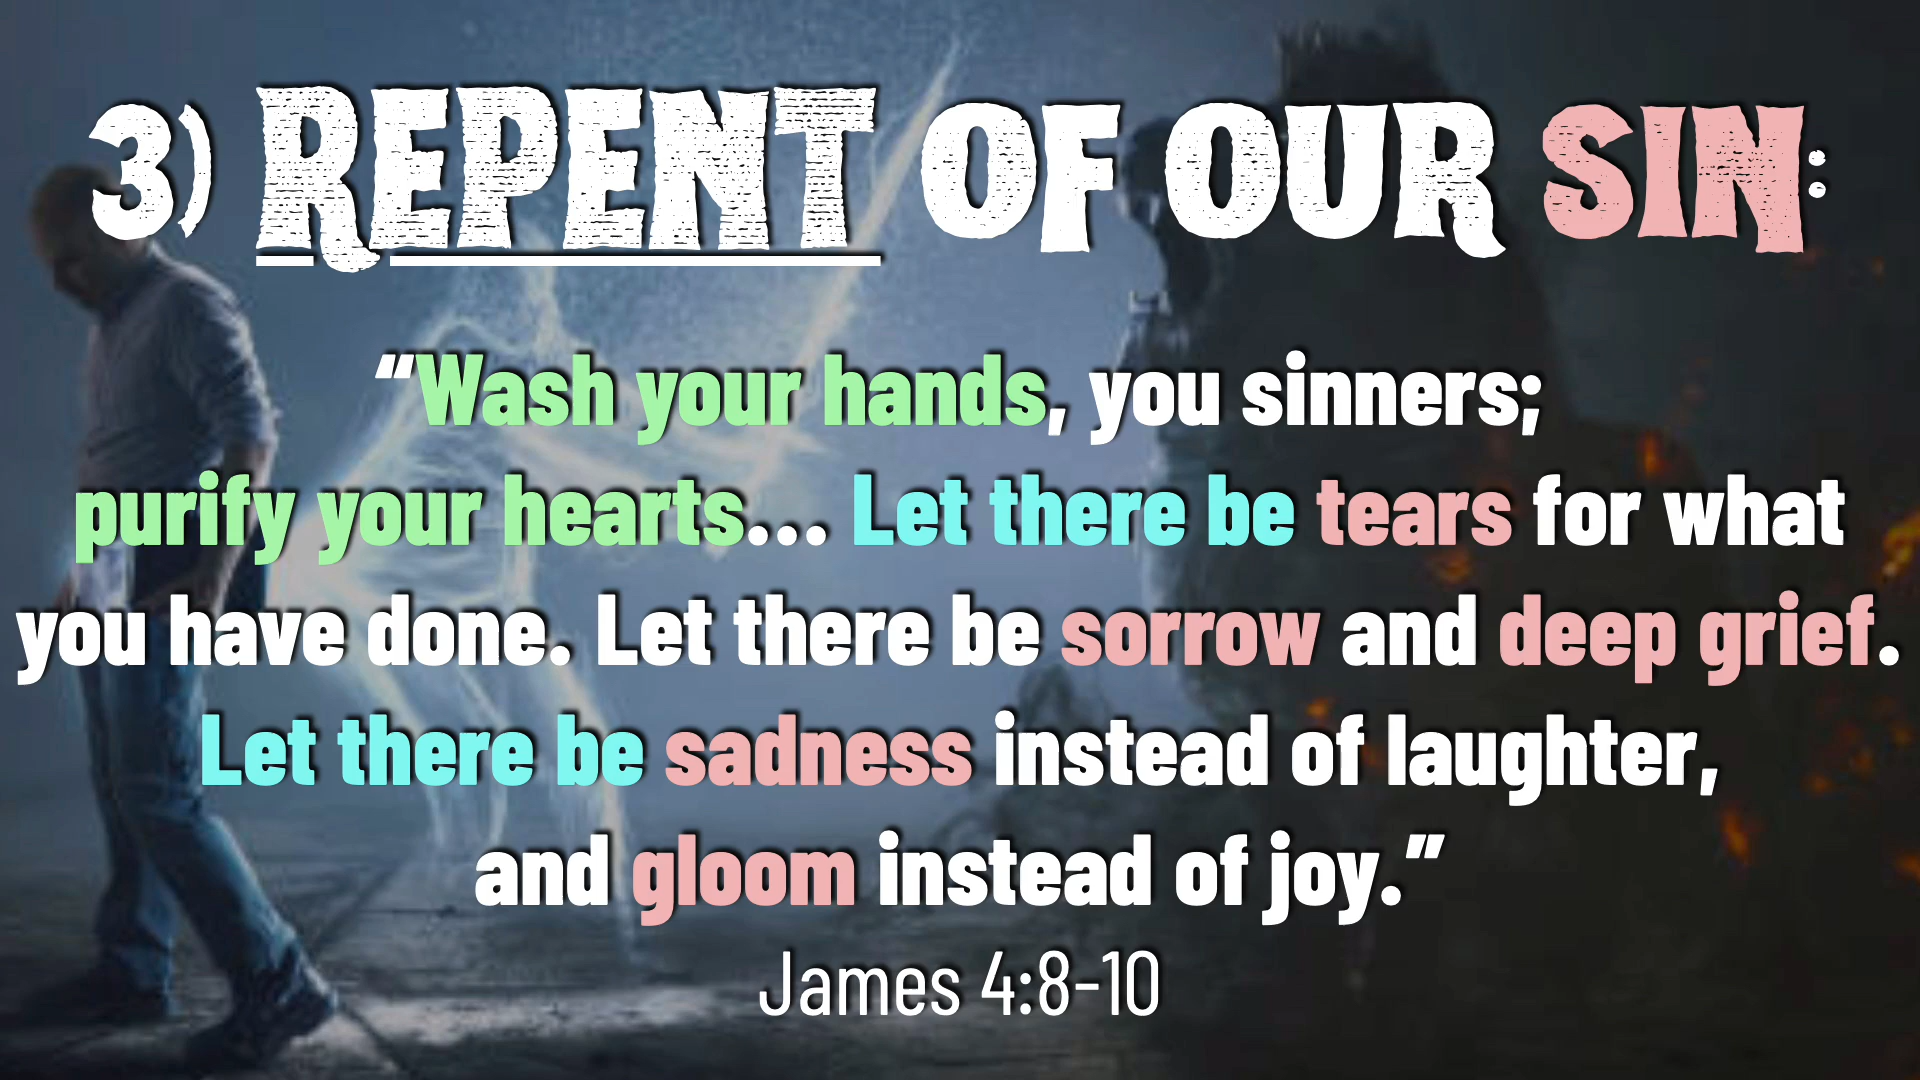 3) REPENT OF OUR SIN:
“Wash your hands, you sinners;
purify your hearts... Let there be tears for what
you have done. Let there be sorrow and deep grief.
Let there be sadness instead of laughter,
and gloom instead of joy.”
James 4:8-10